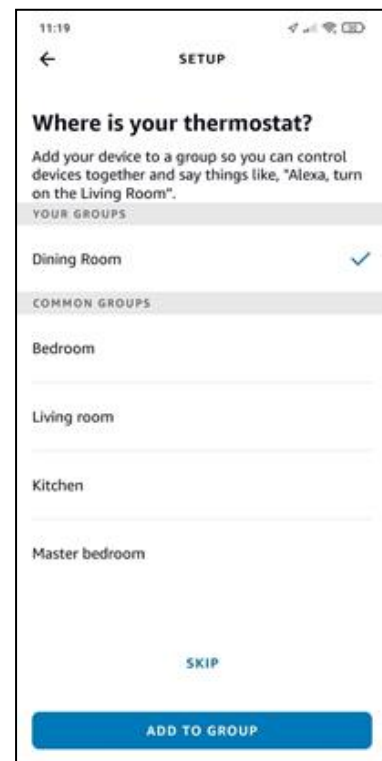 11:19
SETUP
Where is your thermostat?
Add your device to a group so you can control
devices together and say things like, "Alexa, turn
on the Living Room".
YOUR GROUPS
Dining Room
COMMON GROUPS
Bedroom
Living room
Kitchen
Master bedroom
SKIP
ADD TO GROUP